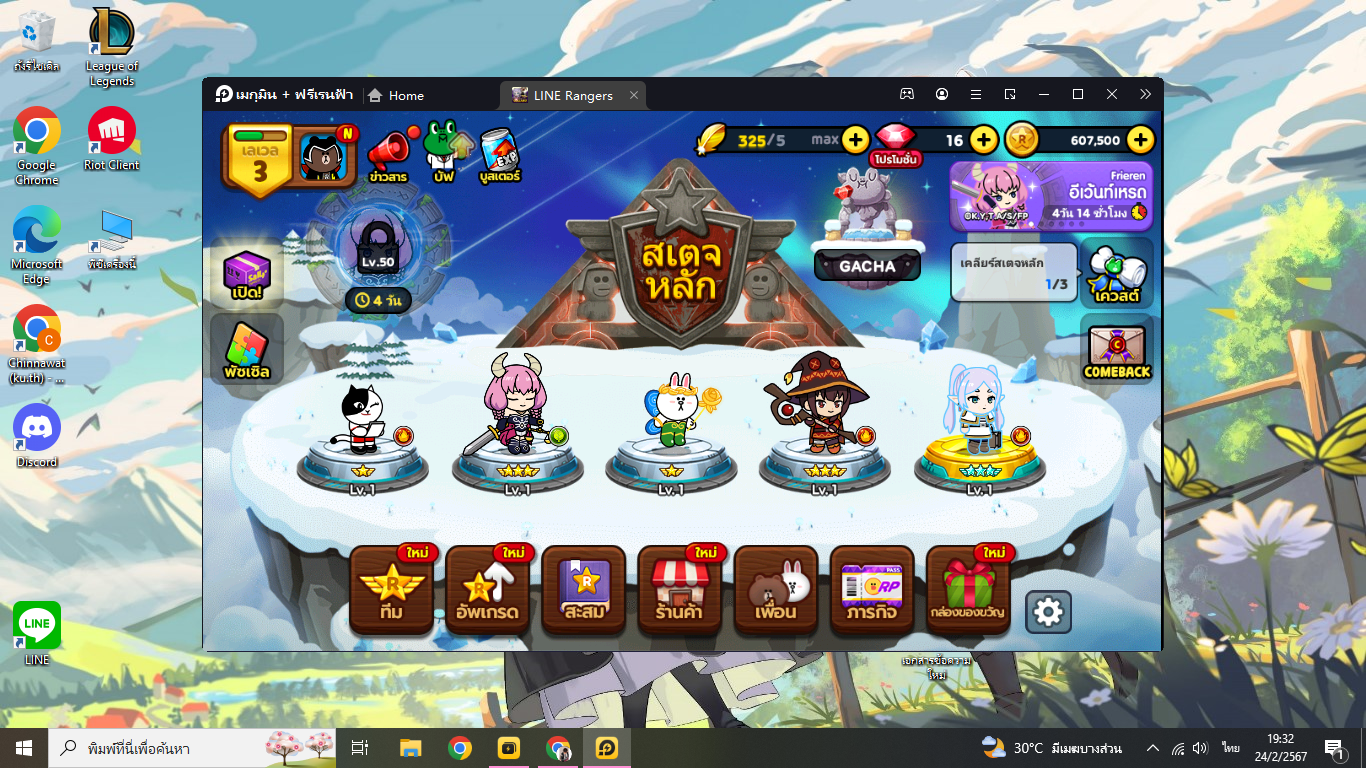 ถังรีไซเคิล
League of
Legends
Google
Chrome
Riot Client
Microsoft
Edge
พีซีเครื่องนี้
Chinnawat
(ku.th) - ...
Discord
LINE
LINE
เมกุมิน + ฟรีเรนฟ้า
Home
LINE Rangers
เลเวล
3
N
ข่าวสาร
บัฟ
EXP
บูสเตอร์
325/5
max
16
607,500
โปรโมชั่น
R
Lv.50
4 วัน
เปิด!
พัซเซิล
สเตจ
หลัก
GACHA
Frieren
อีเว้นท์เหรด
©K,Y,T,A/S/FP
4วัน 14 ชั่วโมง
เคลียร์สเตจหลัก
1/3
เควสต์
C
COMEBACK
Lv.1
Lv.1
Lv.1
Lv.1
Lv.1
ใหม่
ใหม่
ใหม่
ใหม่
R
R
PASS
RP
ทีม
อัพเกรด
สะสม
ร้านค้า
เพื่อน
ภารกิจ
กล่องของขวัญ
เอกสารข้อความ
ใหม่
พิมพ์ที่นี่เพื่อค้นหา
30°C มีเมฆบางส่วน
ไทย
19:32
24/2/2567
1